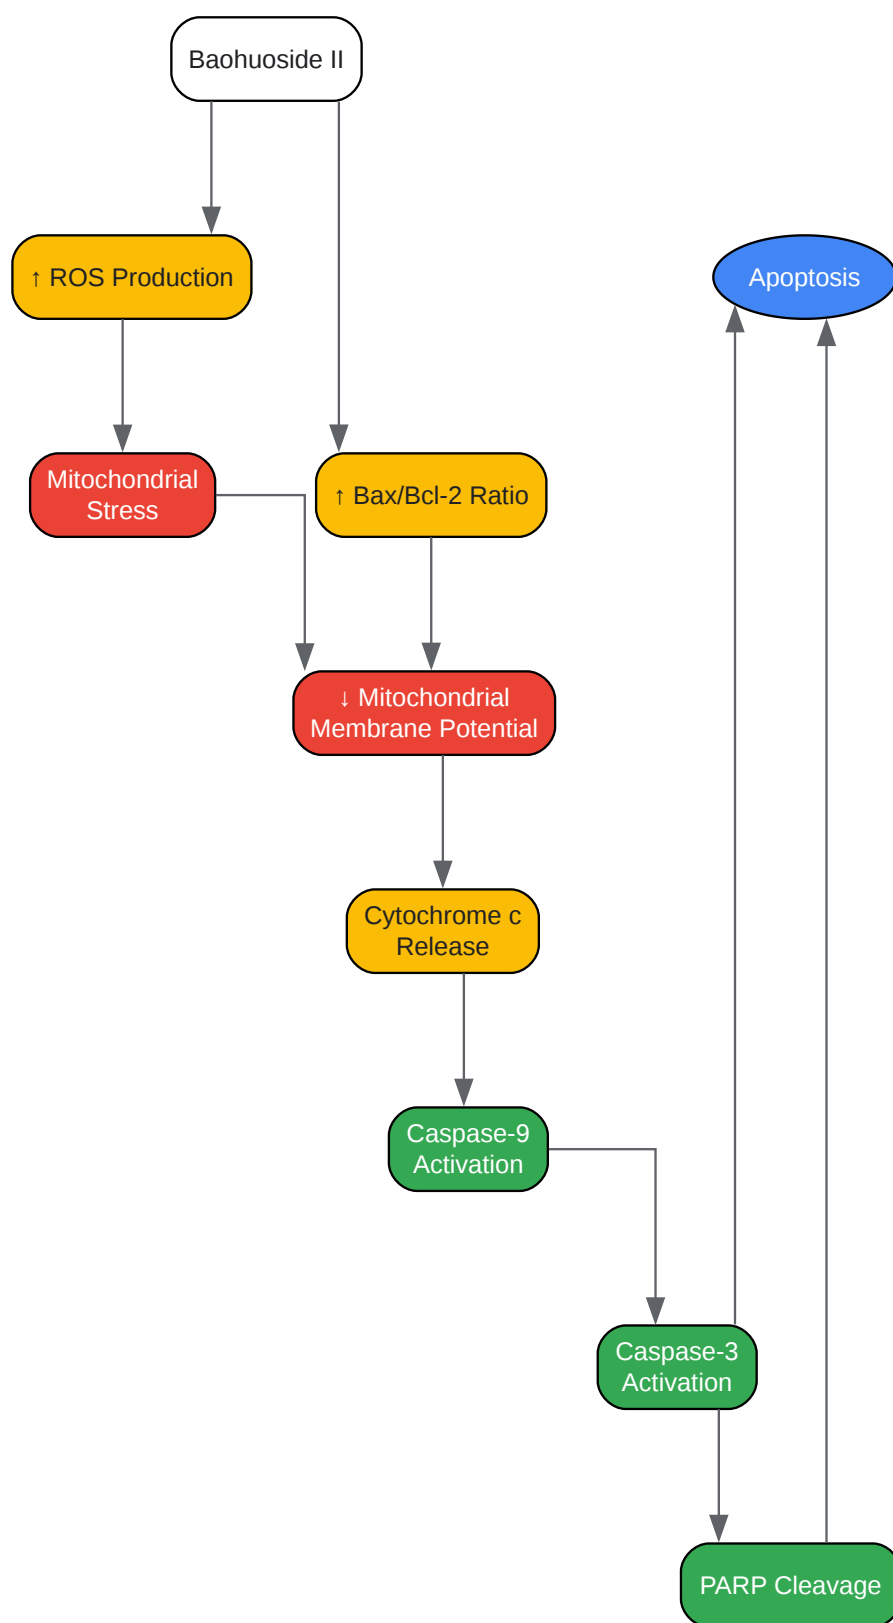 Baohuoside II
↑ ROS Production
Apoptosis
Mitochondrial
Stress
↑ Bax/Bcl-2 Ratio
↓ Mitochondrial
Membrane Potential
Cytochrome c
Release
Caspase-9
Activation
Caspase-3
Activation
PARP Cleavage